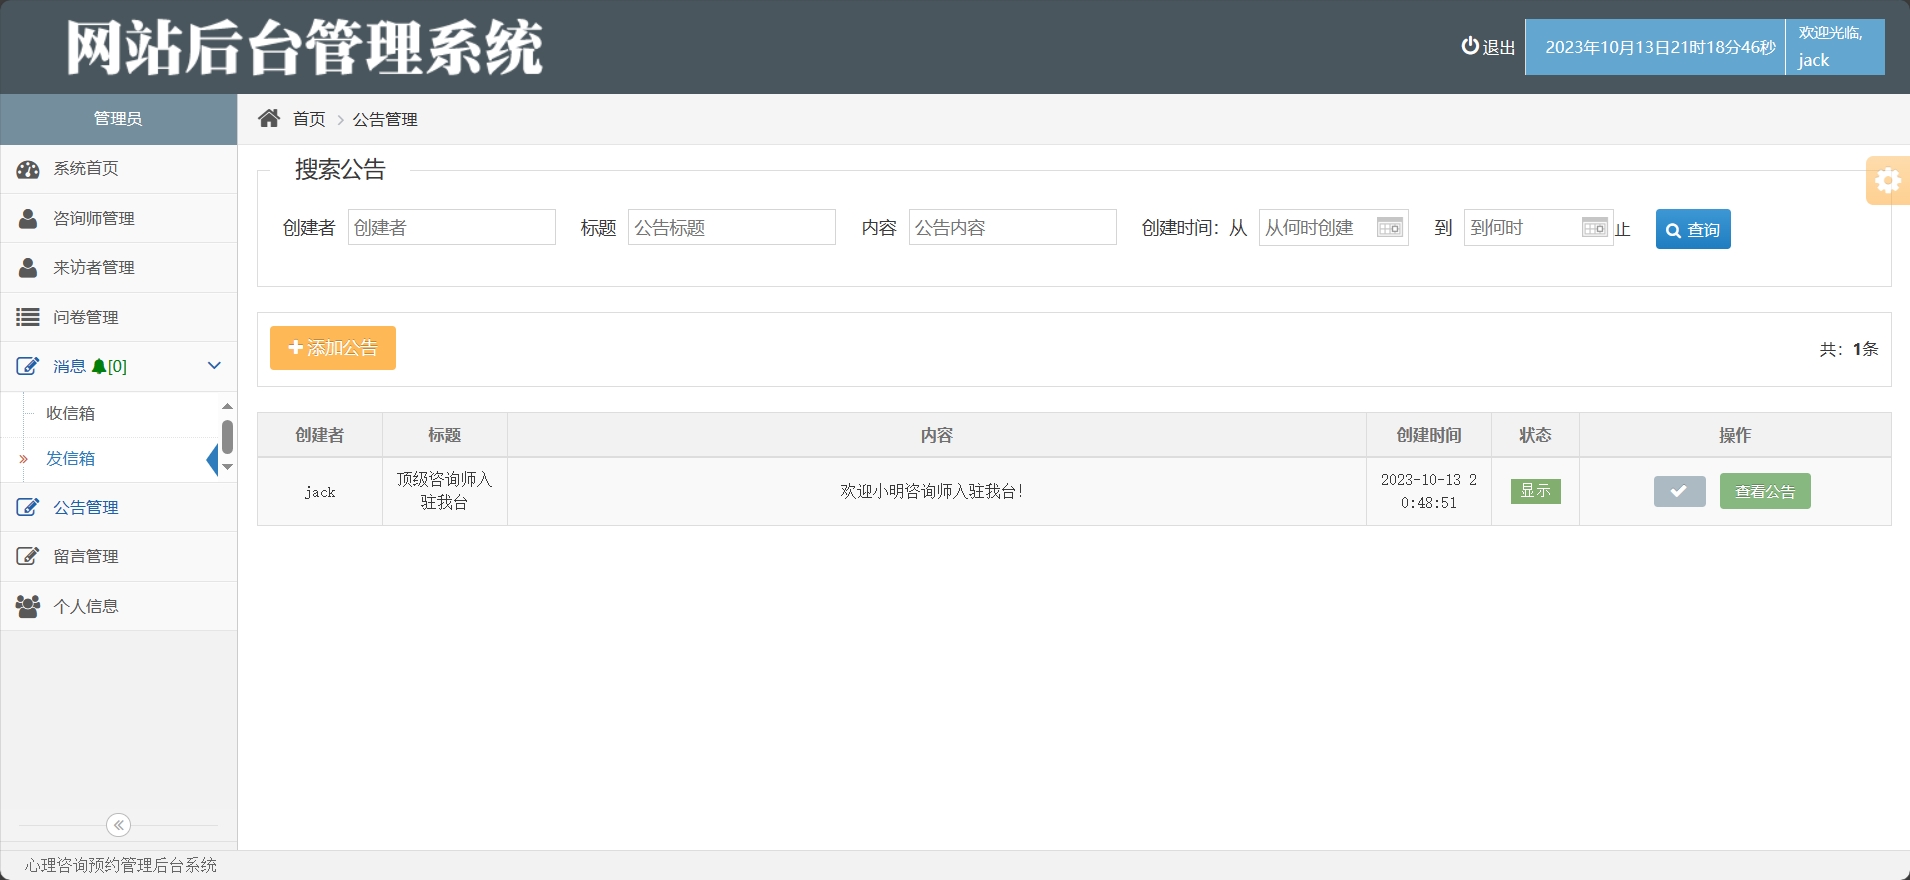 网站后台管理系统
退出
2023年10月13日21时18分46秒
欢迎光临,
jack
管理员
首页 公告管理
系统首页
咨询师管理
来访者管理
问卷管理
消息 [0]
收信箱
发信箱
公告管理
留言管理
个人信息
搜索公告
创建者 创建者 标题 公告标题 内容 公告内容 创建时间：从 从何时创建 到 到何时 止 查询
添加公告
共：1条
创建者 标题 内容 创建时间 状态 操作
jack
顶级咨询师入
驻我台
欢迎小明咨询师入驻我台！
2023-10-13 2
0:48:51
显示
查看公告
心理咨询预约管理后台系统